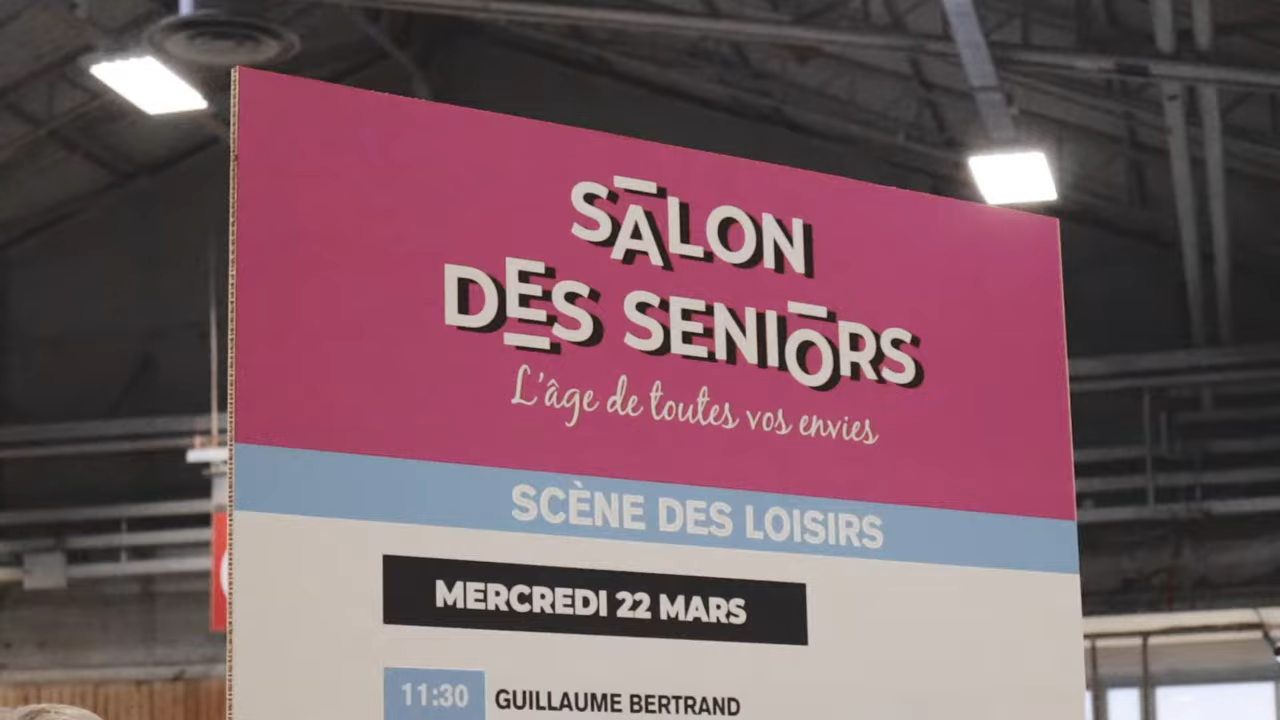 SALON
DES SENIORS
L'âge de toutes vos envies
SCÈNE DES LOISIRS
MERCREDI 22 MARS
11:30 GUILLAUME BERTRAND